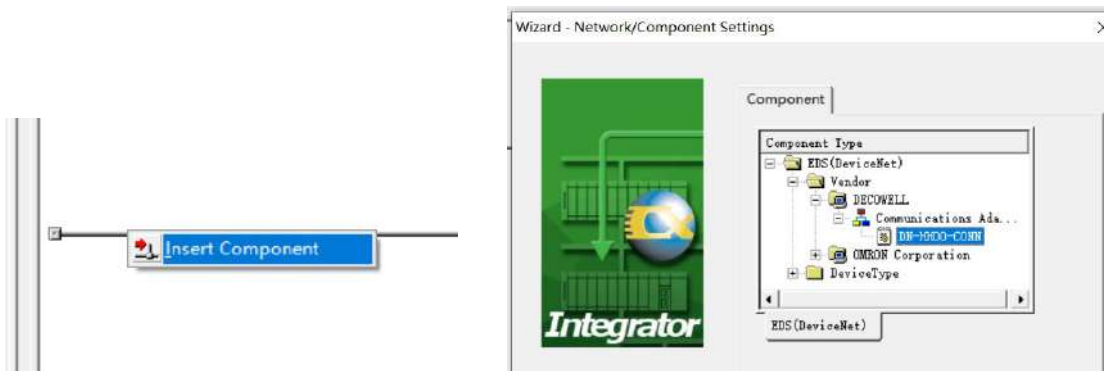 Insert Component
Wizard - Network/Component Settings
Component
Component Type
EDS(DeviceNet)
Vendor
DECOWELL
Communications Ada...
OMRON Corporation
DeviceType
EDS(DeviceNet)
Integrator